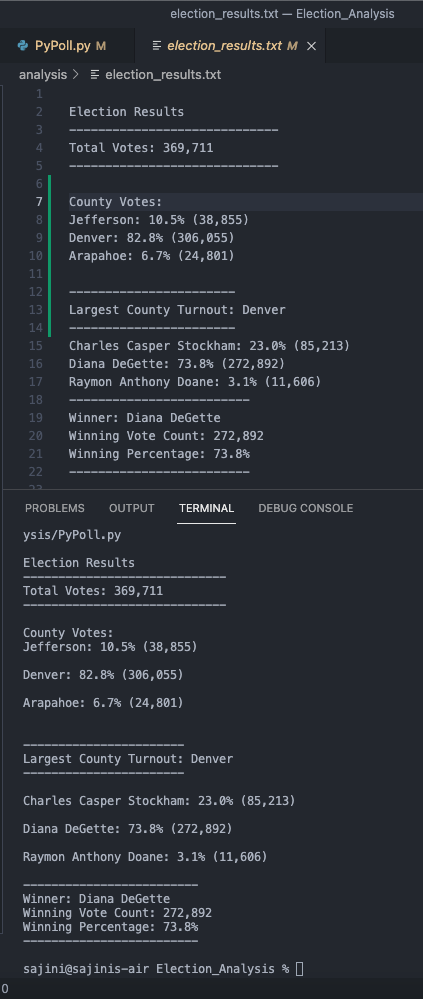 election_results.txt — Election_Analysis
PyPoll.py M
election_results.txt M ×
analysis > election_results.txt
1
2 Election Results
3 -----------------------------
4 Total Votes: 369,711
5 -----------------------------
6
7 County Votes:
8 Jefferson: 10.5% (38,855)
9 Denver: 82.8% (306,055)
10 Arapahoe: 6.7% (24,801)
11
12 -----------------------
13 Largest County Turnout: Denver
14 -----------------------
15 Charles Casper Stockham: 23.0% (85,213)
16 Diana DeGette: 73.8% (272,892)
17 Raymon Anthony Doane: 3.1% (11,606)
18 -------------------------
19 Winner: Diana DeGette
20 Winning Vote Count: 272,892
21 Winning Percentage: 73.8%
22 -------------------------
23
PROBLEMS OUTPUT TERMINAL DEBUG CONSOLE
ysis/PyPoll.py
Election Results
-----------------------------
Total Votes: 369,711
-----------------------------
County Votes:
Jefferson: 10.5% (38,855)
Denver: 82.8% (306,055)
Arapahoe: 6.7% (24,801)
-----------------------
Largest County Turnout: Denver
-----------------------
Charles Casper Stockham: 23.0% (85,213)
Diana DeGette: 73.8% (272,892)
Raymon Anthony Doane: 3.1% (11,606)
-------------------------
Winner: Diana DeGette
Winning Vote Count: 272,892
Winning Percentage: 73.8%
-------------------------
sajini@sajinis-air Election_Analysis %
0